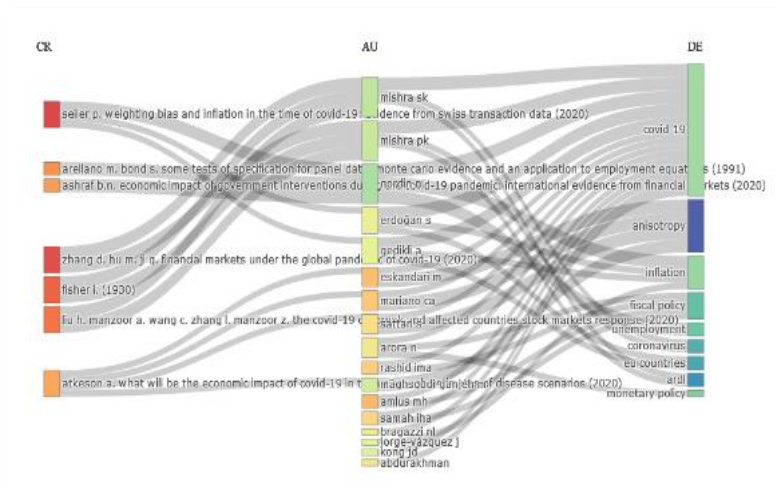 CR
AU
DE
seiler p. weighting bias and inflation in the time of covid-19: evidence from swiss transaction data (2020)
arellano m. bond s. some tests of specification for panel data monte carlo evidence and an application to employment equations (1991)
ashraf b.n. economic impact of government interventions during the covid-19 pandemic: international evidence from financial markets (2020)
zhang d. hu m. ji q. financial markets under the global pandemic of covid-19 (2020)
fisher i. (1930)
liu h. manzoor a. wang c. zhang l. manzoor z. the covid-19 outbreak and affected countries stock markets response (2020)
atkeson a. what will be the economic impact of covid-19 in t of disease scenarios (2020)
mishra sk
mishra pk
erdoğan s
gedikli a
eskandari m
mariano ca
sattari s
arora n
rashid ima
amlus mh
samah iha
bragazzi nl
jorge-vázquez j
kong jd
abdurakhman
covid 19
anisotropy
inflation
fiscal policy
unemployment
coronavirus
eu countries
ardl
monetary policy